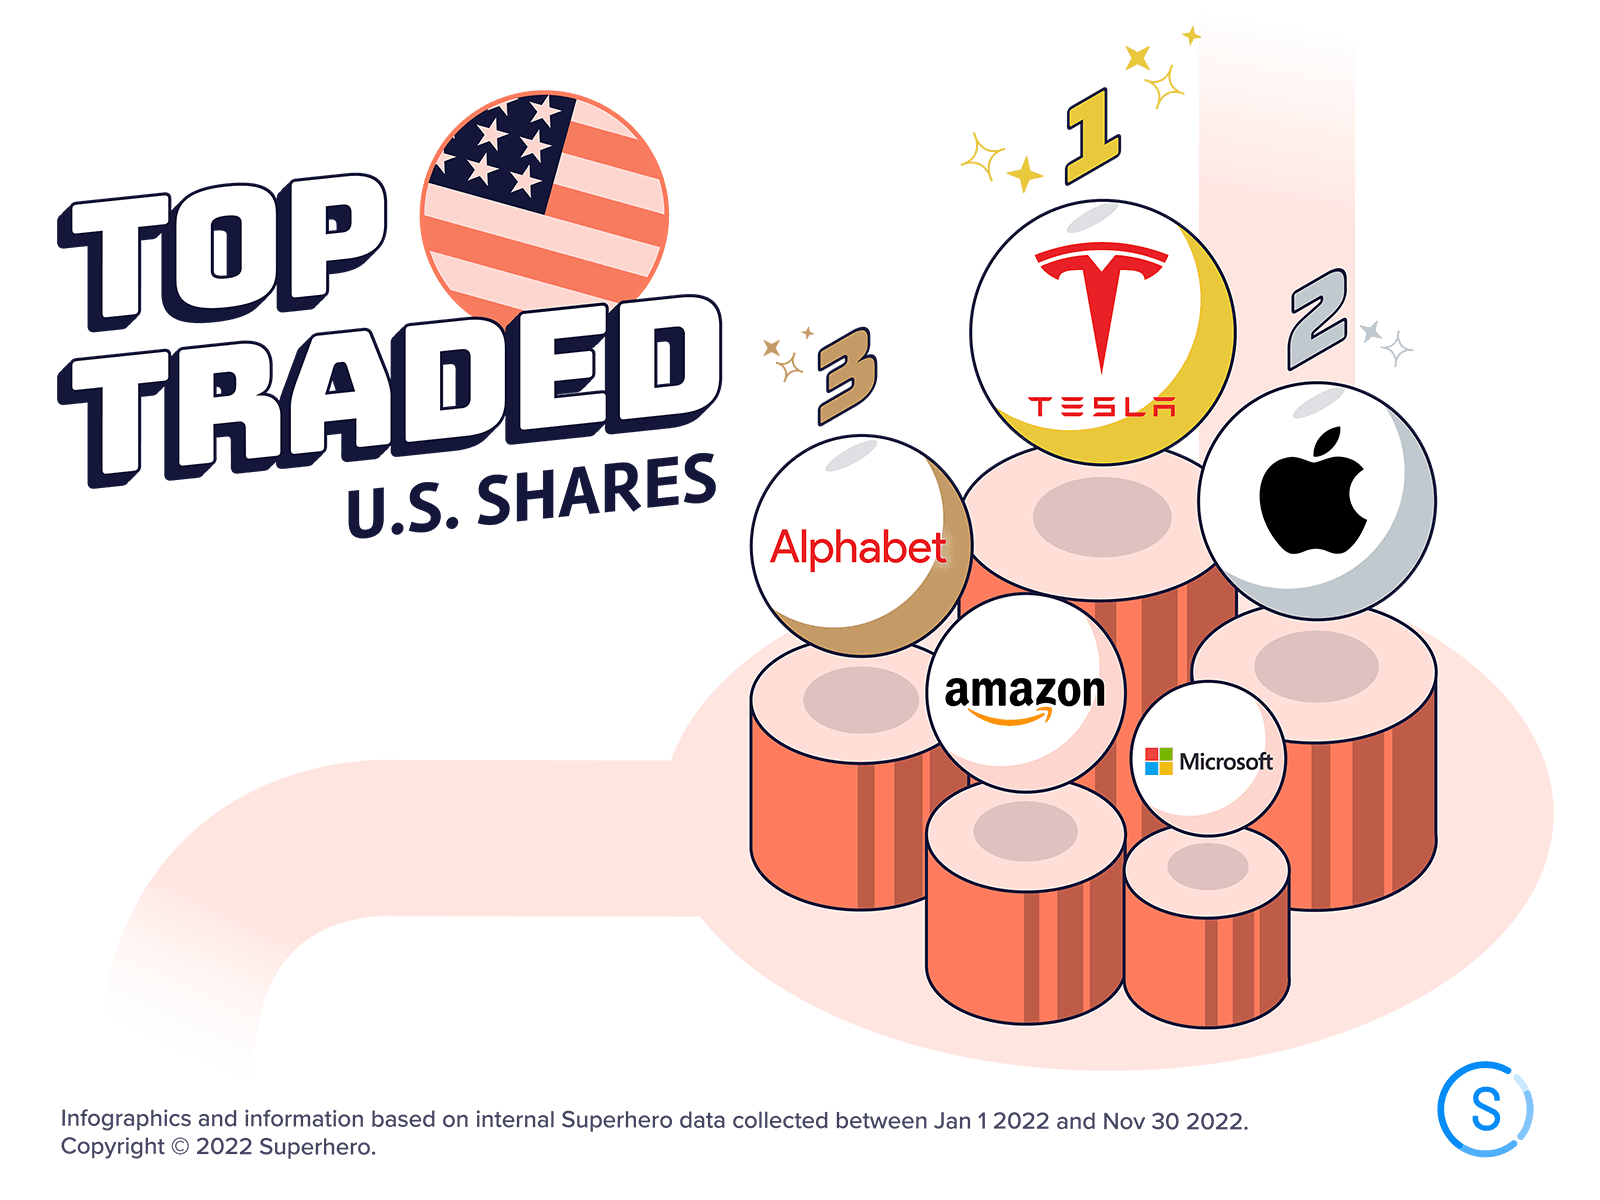 TOP
TRADED
U.S. SHARES
1
2
3
TESLA
Alphabet
amazon
Microsoft
Infographics and information based on internal Superhero data collected between Jan 1 2022 and Nov 30 2022.
Copyright © 2022 Superhero.
S